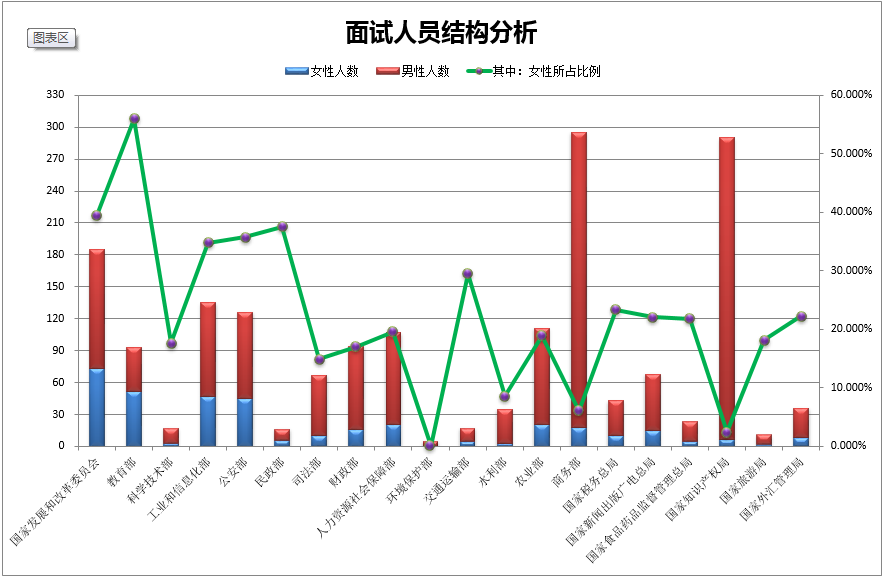 面试人员结构分析
图表区
女性人数 男性人数 其中：女性所占比例
330 60.000%
300
270 50.000%
240
210 40.000%
180
150 30.000%
120 20.000%
90
60 10.000%
30
0 0.000%
国家发展和改革委员会
教育部
科学技术部
工业和信息化部
公安部
民政部
司法部
财政部
人力资源社会保障部
环境保护部
交通运输部
水利部
农业部
商务部
国家税务总局
国家新闻出版广电总局
国家食品药品监督管理总局
国家知识产权局
国家旅游局
国家外汇管理局